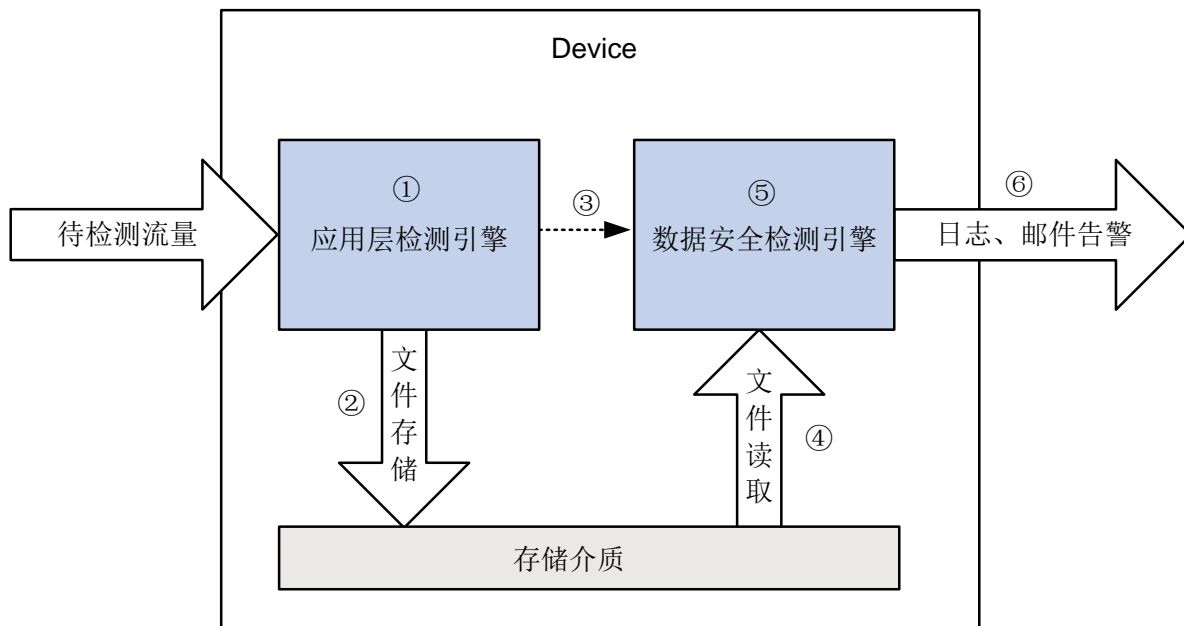 Device
①
应用层检测引擎
③
⑤
数据安全检测引擎
⑥
待检测流量
日志、邮件告警
②
文件存储
文件读取
④
存储介质